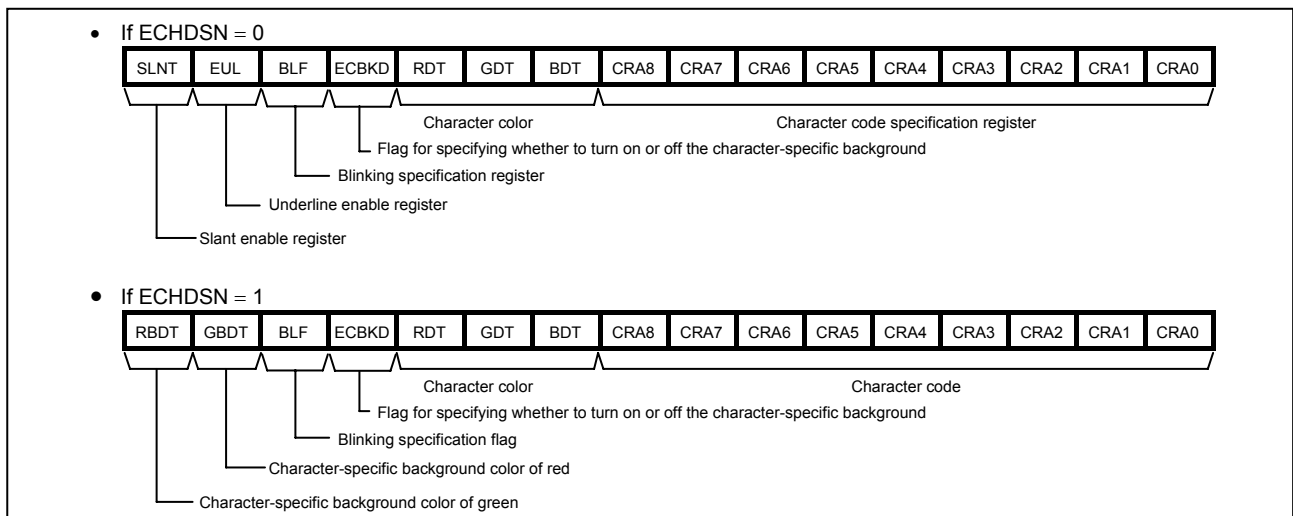 • If ECHDSN = 0
SLNT EUL BLF ECBKD RDT GDT BDT CRA8 CRA7 CRA6 CRA5 CRA4 CRA3 CRA2 CRA1 CRA0
Character color Character code specification register
Flag for specifying whether to turn on or off the character-specific background
Blinking specification register
Underline enable register
Slant enable register
• If ECHDSN = 1
RBDT GBDT BLF ECBKD RDT GDT BDT CRA8 CRA7 CRA6 CRA5 CRA4 CRA3 CRA2 CRA1 CRA0
Character color Character code
Flag for specifying whether to turn on or off the character-specific background
Blinking specification flag
Character-specific background color of red
Character-specific background color of green